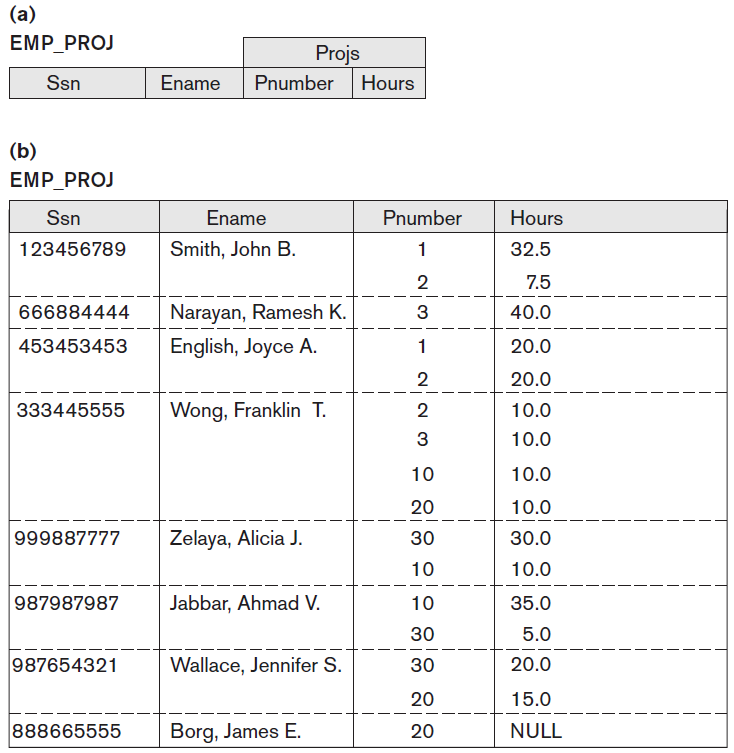 (a)
EMP_PROJ
Projs
Ssn Ename Pnumber Hours
(b)
EMP_PROJ
Ssn Ename Pnumber Hours
123456789 Smith, John B. 1 32.5
2 7.5
666884444 Narayan, Ramesh K. 3 40.0
453453453 English, Joyce A. 1 20.0
2 20.0
333445555 Wong, Franklin T. 2 10.0
3 10.0
10 10.0
20 10.0
999887777 Zelaya, Alicia J. 30 30.0
10 10.0
987987987 Jabbar, Ahmad V. 10 35.0
30 5.0
987654321 Wallace, Jennifer S. 30 20.0
20 15.0
888665555 Borg, James E. 20 NULL